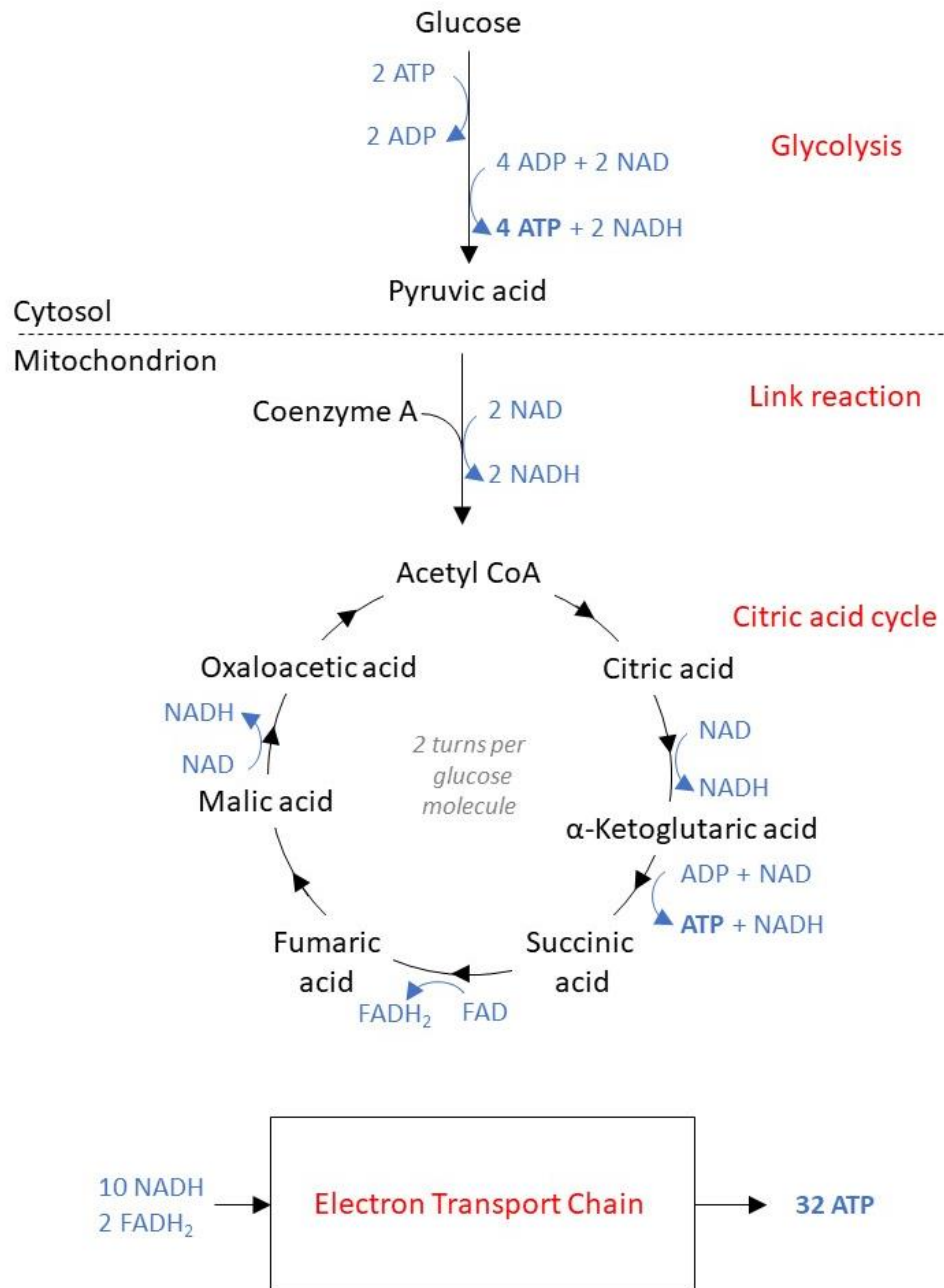 Glucose
2 ATP
2 ADP
Glycolysis
4 ADP + 2 NAD
4 ATP + 2 NADH
Pyruvic acid
Cytosol
Mitochondrion
Link reaction
Coenzyme A
2 NAD
2 NADH
Acetyl CoA
Citric acid cycle
Oxaloacetic acid
Citric acid
NADH
NAD
2 turns per
glucose
molecule
NAD
NADH
Malic acid
α-Ketoglutaric acid
ADP + NAD
ATP + NADH
Fumaric
acid
Succinic
acid
FADH₂
FAD
10 NADH
2 FADH₂
Electron Transport Chain
32 ATP